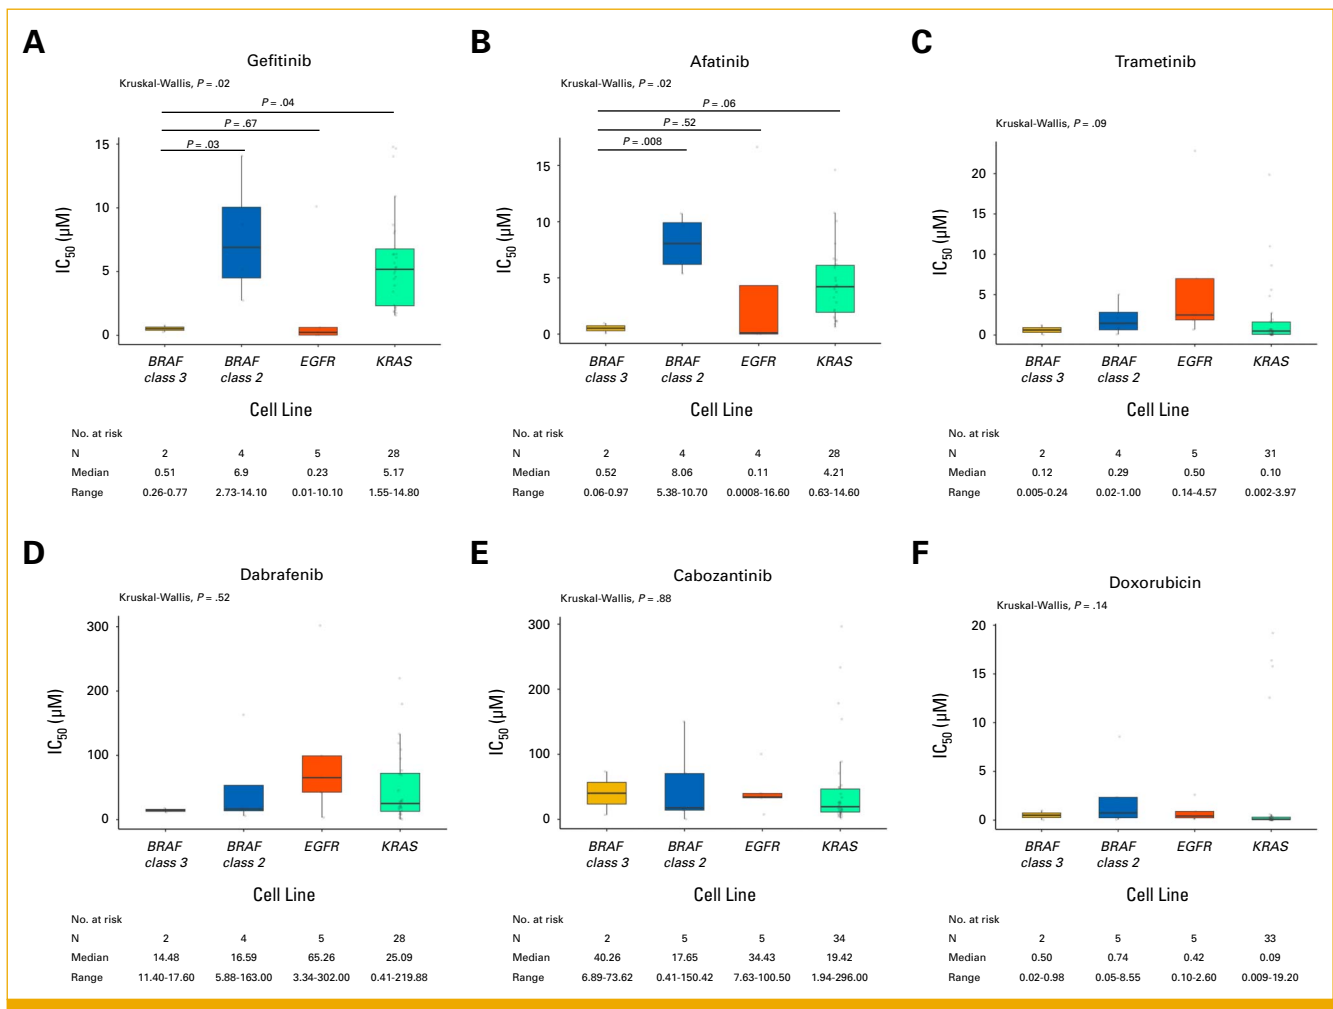 A
Gefitinib
Kruskal-Wallis, P = .02
P = .04
P = .67
P = .03
15
10
5
0
IC50 (µM)
BRAF class 3
BRAF class 2
EGFR
KRAS
Cell Line
No. at risk
N 2 4 5 28
Median 0.51 6.9 0.23 5.17
Range 0.26-0.77 2.73-14.10 0.01-10.10 1.55-14.80
B
Afatinib
Kruskal-Wallis, P = .02
P = .06
P = .52
P = .008
15
10
5
0
IC50 (µM)
BRAF class 3
BRAF class 2
EGFR
KRAS
Cell Line
No. at risk
N 2 4 4 28
Median 0.52 8.06 0.11 4.21
Range 0.06-0.97 5.38-10.70 0.0008-16.60 0.63-14.60
C
Trametinib
Kruskal-Wallis, P = .09
20
15
10
5
0
IC50 (µM)
BRAF class 3
BRAF class 2
EGFR
KRAS
Cell Line
No. at risk
N 2 4 5 31
Median 0.12 0.29 0.50 0.10
Range 0.005-0.24 0.02-1.00 0.14-4.57 0.002-3.97
D
Dabrafenib
Kruskal-Wallis, P = .52
300
200
100
0
IC50 (µM)
BRAF class 3
BRAF class 2
EGFR
KRAS
Cell Line
No. at risk
N 2 4 5 28
Median 14.48 16.59 65.26 25.09
Range 11.40-17.60 5.88-163.00 3.34-302.00 0.41-219.88
E
Cabozantinib
Kruskal-Wallis, P = .88
300
200
100
0
IC50 (µM)
BRAF class 3
BRAF class 2
EGFR
KRAS
Cell Line
No. at risk
N 2 5 5 34
Median 40.26 17.65 34.43 19.42
Range 6.89-73.62 0.41-150.42 7.63-100.50 1.94-296.00
F
Doxorubicin
Kruskal-Wallis, P = .14
20
15
10
5
0
IC50 (µM)
BRAF class 3
BRAF class 2
EGFR
KRAS
Cell Line
No. at risk
N 2 5 5 33
Median 0.50 0.74 0.42 0.09
Range 0.02-0.98 0.05-8.55 0.10-2.60 0.009-19.20